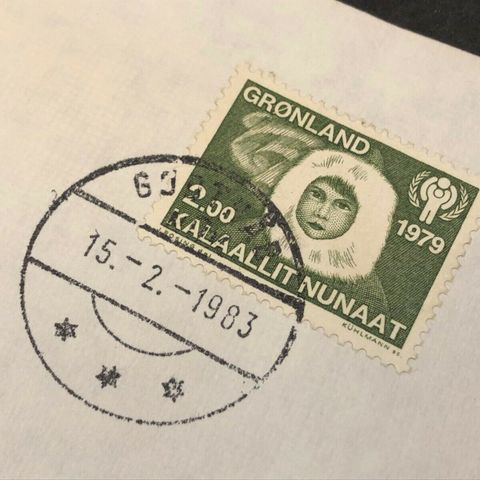 GRØNLAND
2.00
1979
KALAALLIT NUNAAT
KÜHLMANN
15.-2.-1983